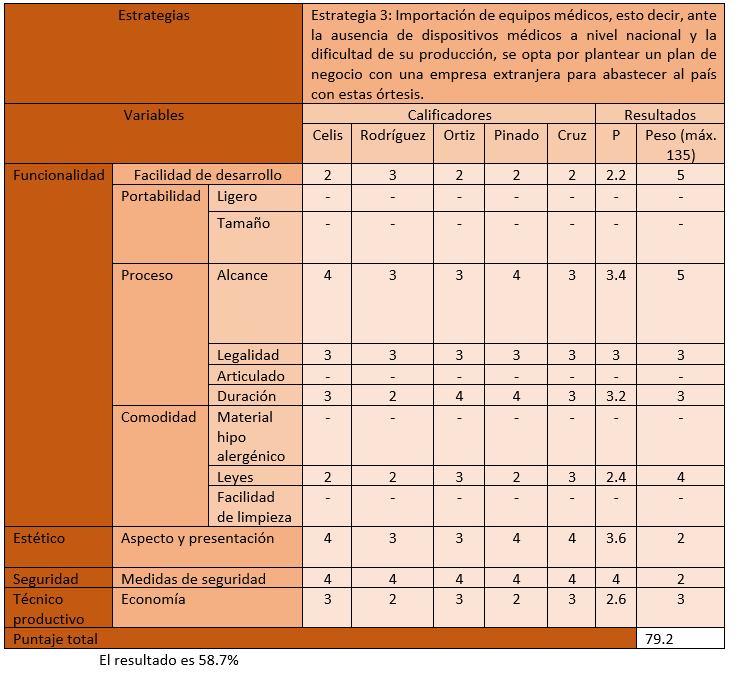 Estrategias
Estrategia 3: Importación de equipos médicos, esto decir, ante
la ausencia de dispositivos médicos a nivel nacional y la
dificultad de su producción, se opta por plantear un plan de
negocio con una empresa extranjera para abastecer al país
con estas órtesis.
Variables
Calificadores
Resultados
Celis Rodríguez Ortiz Pinado Cruz P Peso (máx.
135)
Funcionalidad Facilidad de desarrollo 2 3 2 2 2 2.2 5
Portabilidad Ligero - - - - - - -
Tamaño - - - - - - -
Proceso Alcance 4 3 3 4 3 3.4 5
Legalidad 3 3 3 3 3 3 3
Articulado - - - - - - -
Duración 3 2 4 4 3 3.2 3
Comodidad Material - - - - - - -
hipo
alergénico
Leyes 2 2 3 2 3 2.4 4
Facilidad - - - - - - -
de limpieza
Estético Aspecto y presentación 4 3 3 4 4 3.6 2
Seguridad Medidas de seguridad 4 4 4 4 4 4 2
Técnico Economía 3 2 3 2 3 2.6 3
productivo
Puntaje total 79.2
El resultado es 58.7%